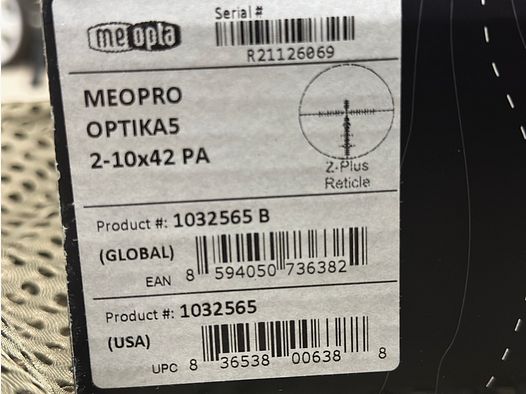 Serial #
meopta
R21126069
MEOPRO
OPTIKA5
2-10x42 PA
Z-Plus
Reticle
Product #: 1032565 B
(GLOBAL)
EAN 8 594050 736382
Product #: 1032565
(USA)
UPC 8 36538 00638 8